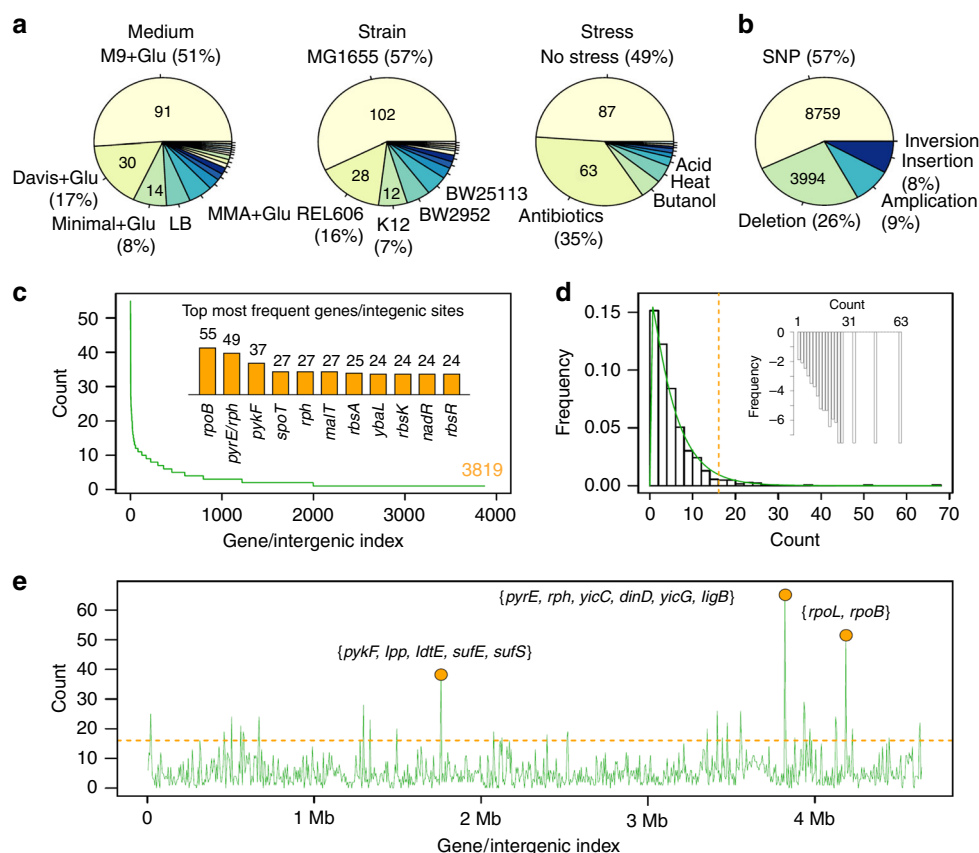 a
Medium
M9+Glu (51%)
91
30
14
Davis+Glu
(17%)
Minimal+Glu
(8%)
LB
MMA+Glu
Strain
MG1655 (57%)
102
28
12
REL606
(16%)
K12
(7%)
BW2952
BW25113
Stress
No stress (49%)
87
63
Antibiotics
(35%)
Acid
Heat
Butanol
b
SNP (57%)
8759
3994
Deletion (26%)
Inversion
Insertion
(8%)
Amplication
(9%)
c
Top most frequent genes/integenic sites
55 49 37 27 27 27 25 24 24 24 24
rpoB pyrE/rph pykF spoT rph malT rbsA ybaL rbsK nadR rbsR
3819
Count
50
40
30
20
10
0
0 1000 2000 3000 4000
Gene/intergenic index
d
Frequency
0.15
0.10
0.05
0.00
0 10 20 30 40 50 60 70
Count
Count
1 31 63
Frequency
0
−2
−4
−6
e
{pyrE, rph, yicC, dinD, yicG, ligB}
{rpoL, rpoB}
{pykF, lpp, ldtE, sufE, sufS}
Count
60
50
40
30
20
10
0
0 1 Mb 2 Mb 3 Mb 4 Mb
Gene/intergenic index